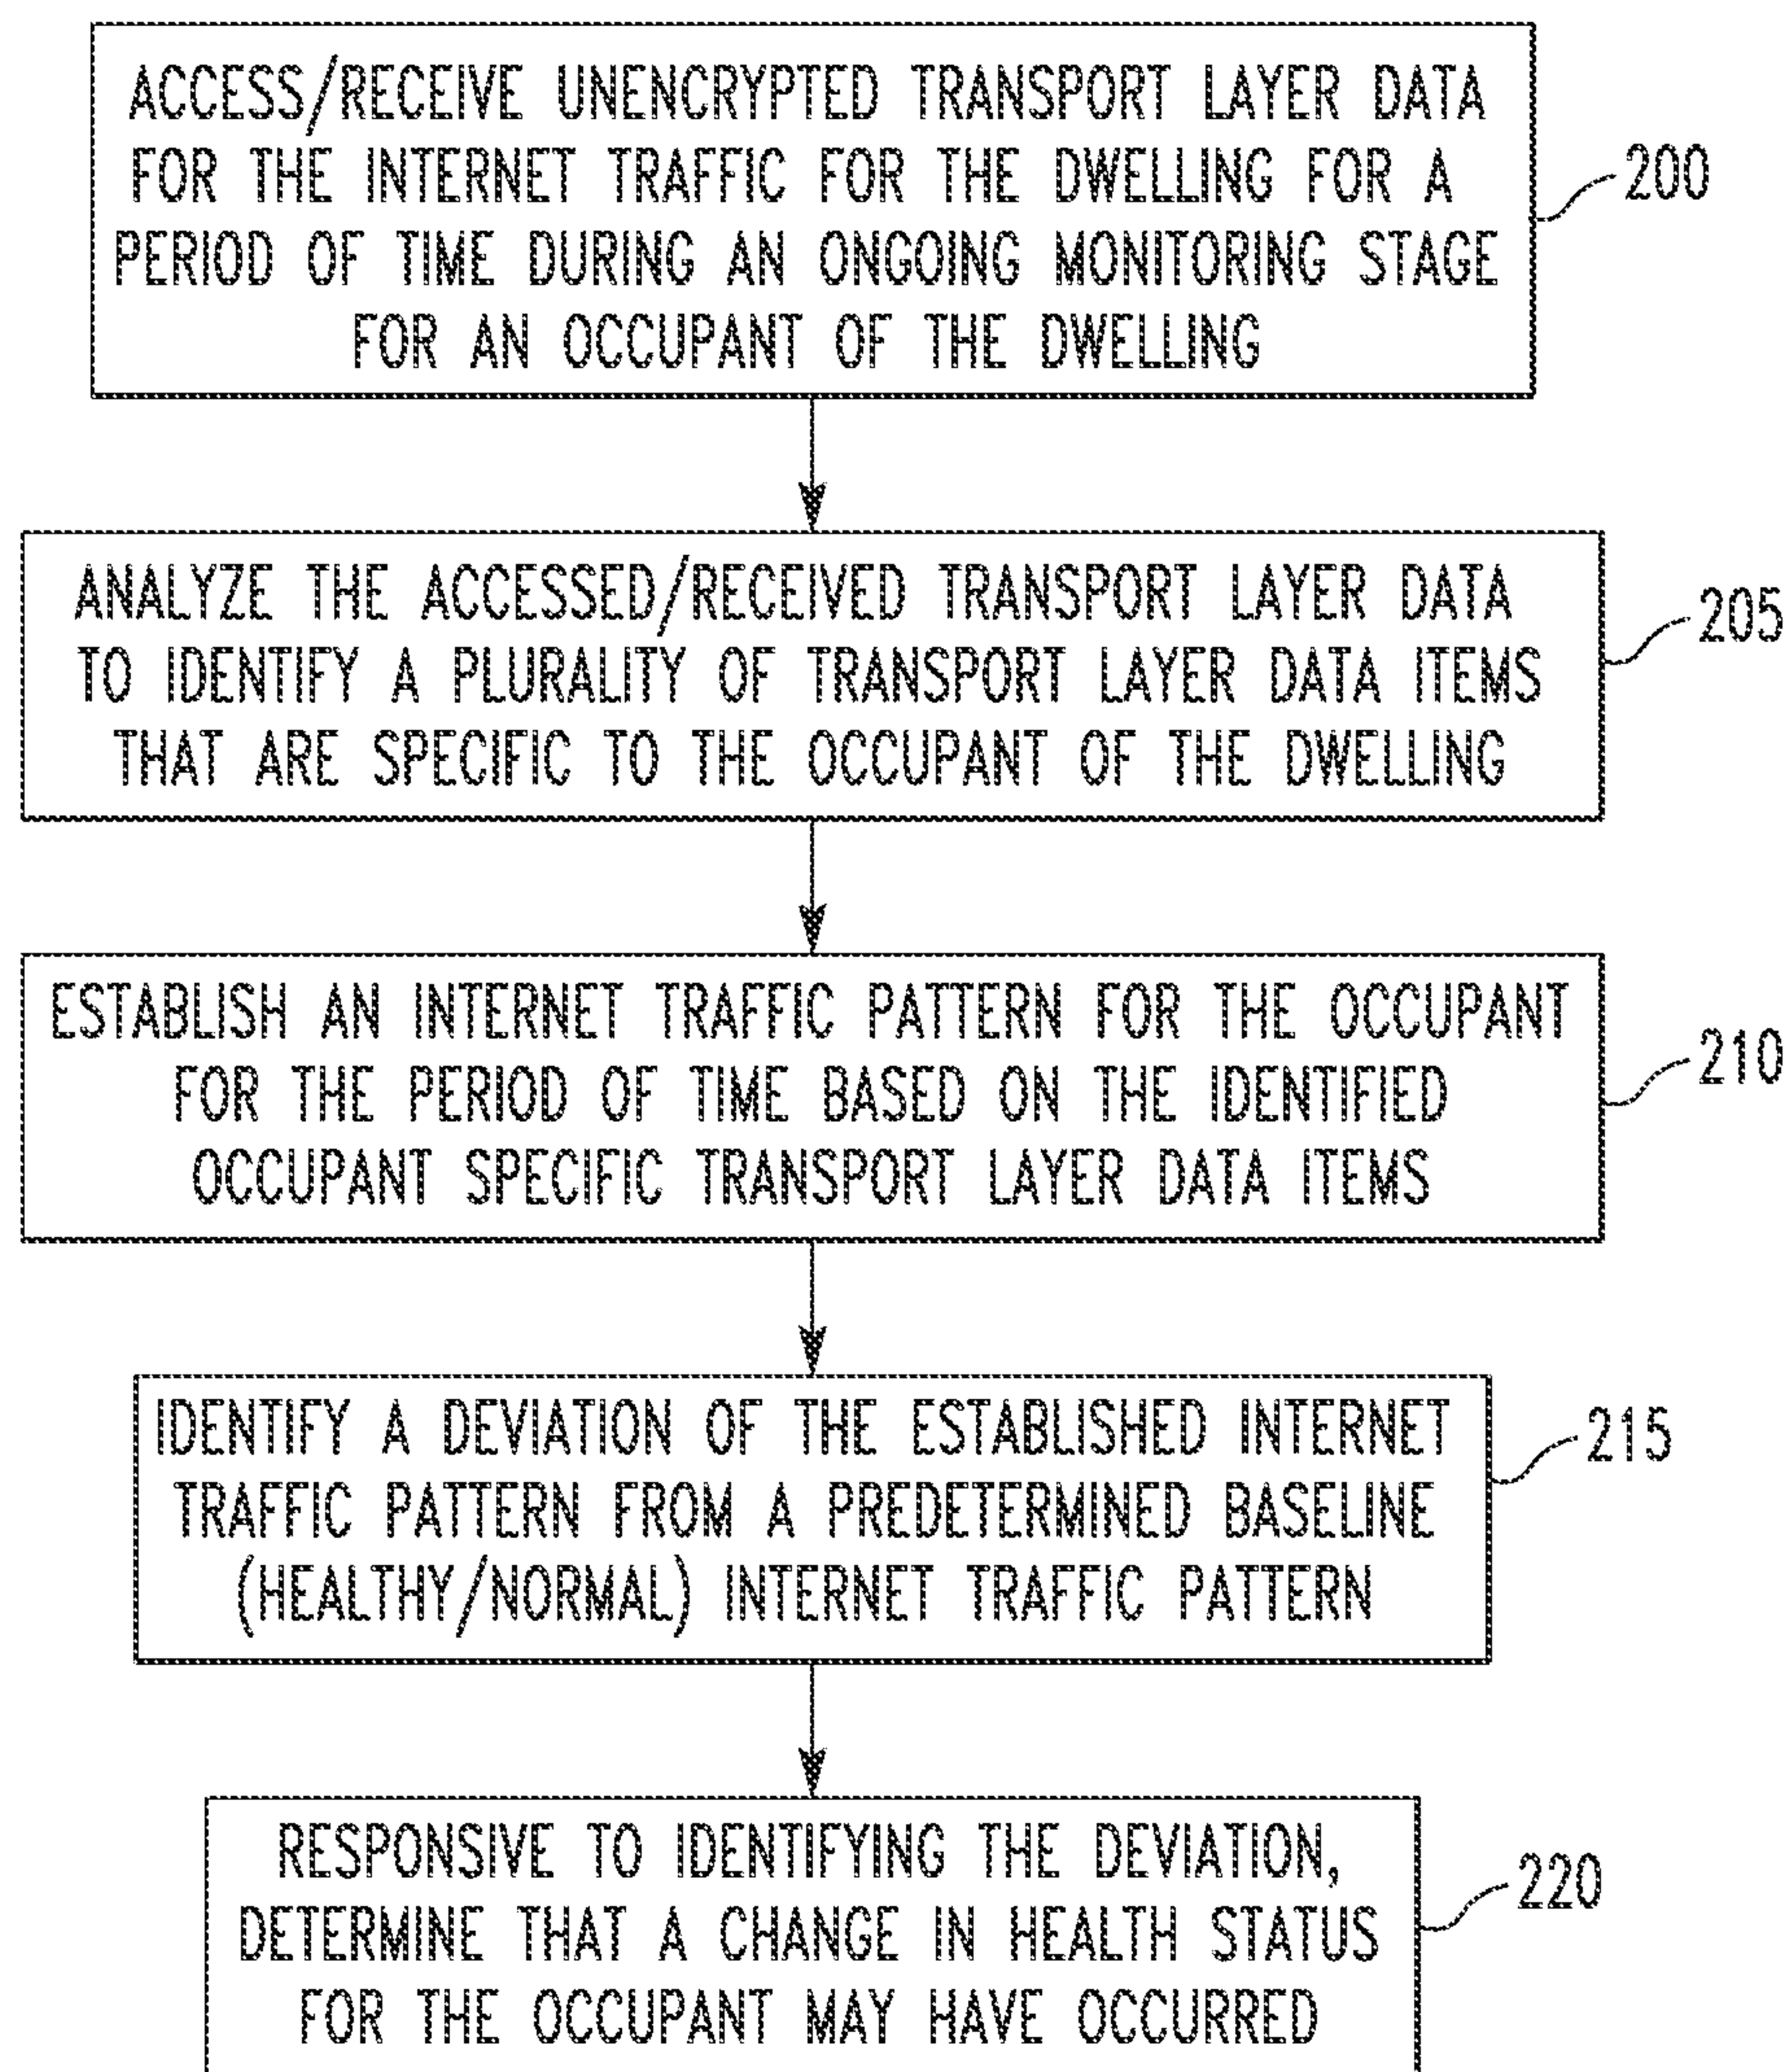 ACCESS/RECEIVE UNENCRYPTED TRANSPORT LAYER DATA
FOR THE INTERNET TRAFFIC FOR THE DWELLING FOR A
PERIOD OF TIME DURING AN ONGOING MONITORING STAGE
FOR AN OCCUPANT OF THE DWELLING
200
ANALYZE THE ACCESSED/RECEIVED TRANSPORT LAYER DATA
TO IDENTIFY A PLURALITY OF TRANSPORT LAYER DATA ITEMS
THAT ARE SPECIFIC TO THE OCCUPANT OF THE DWELLING
205
ESTABLISH AN INTERNET TRAFFIC PATTERN FOR THE OCCUPANT
FOR THE PERIOD OF TIME BASED ON THE IDENTIFIED
OCCUPANT SPECIFIC TRANSPORT LAYER DATA ITEMS
210
IDENTIFY A DEVIATION OF THE ESTABLISHED INTERNET
TRAFFIC PATTERN FROM A PREDETERMINED BASELINE
(HEALTHY/NORMAL) INTERNET TRAFFIC PATTERN
215
RESPONSIVE TO IDENTIFYING THE DEVIATION,
DETERMINE THAT A CHANGE IN HEALTH STATUS
FOR THE OCCUPANT MAY HAVE OCCURRED
220